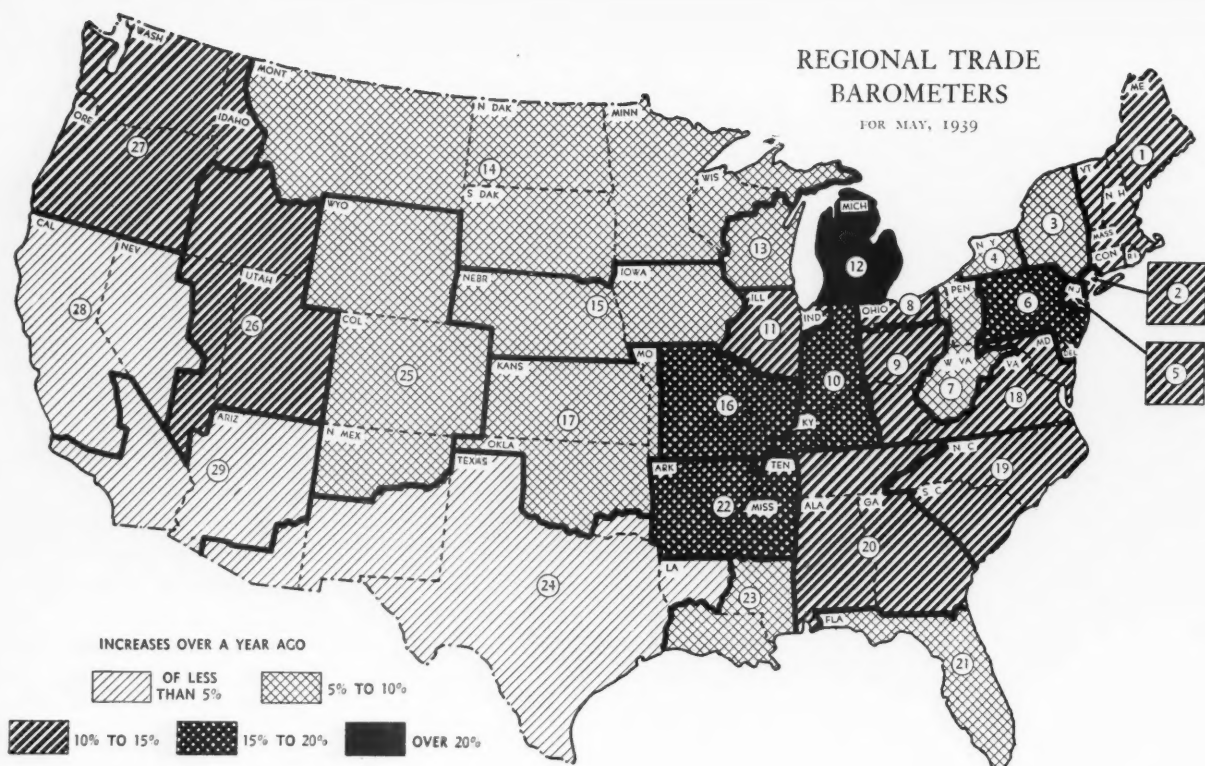 REGIONAL TRADE
BAROMETERS
FOR MAY, 1939
WASH
MONT
N DAK
MINN
ME
ORE
IDAHO
27
14
S DAK
WIS
VT
N H
1
MICH
MASS
CON
R I
3
N Y
4
WYO
13
12
2
CAL
NEV
UTAH
NEBR
IOWA
15
ILL
11
IND
OHIO
8
PEN
6
N J
5
28
26
COL
25
KANS
17
MO
16
10
9
W VA
7
VA
MD
DEL
18
KY
ARIZ
29
N MEX
OKLA
TEXAS
ARK
TEN
22
MISS
N C
19
S C
ALA
GA
20
24
LA
23
FLA
21
INCREASES OVER A YEAR AGO
OF LESS
THAN 5%
5% TO 10%
10% TO 15%
15% TO 20%
OVER 20%